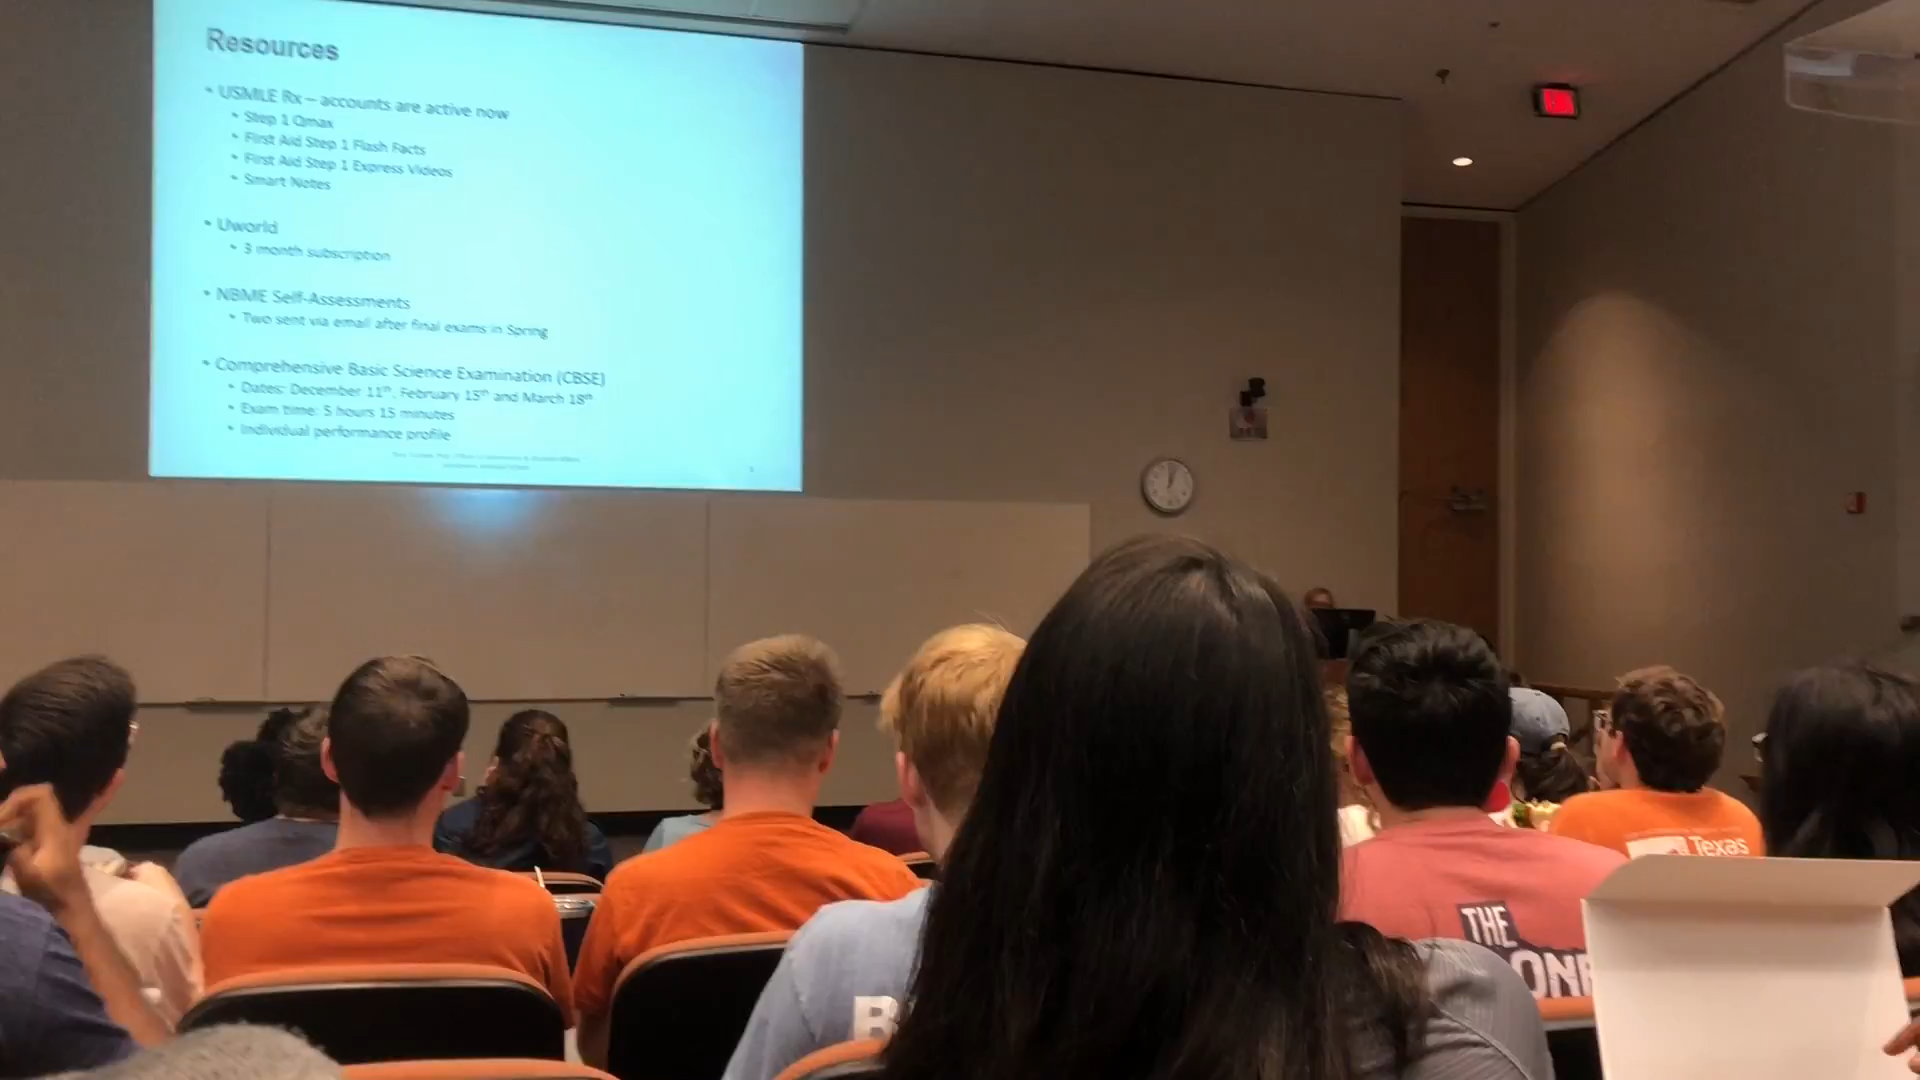 Resources
• USMLE Rx – accounts are active now
• Step 1 Qmax
• First Aid Step 1 Flash Facts
• First Aid Step 1 Express Videos
• Smart Notes
• Uworld
• 3 month subscription
• NBME Self-Assessments
• Two sent via email after final exams in Spring
• Comprehensive Basic Science Examination (CBSE)
• Dates: December 11th, February 15th and March 18th
• Exam time: 5 hours 15 minutes
• Individual performance profile
Texas
THE
B